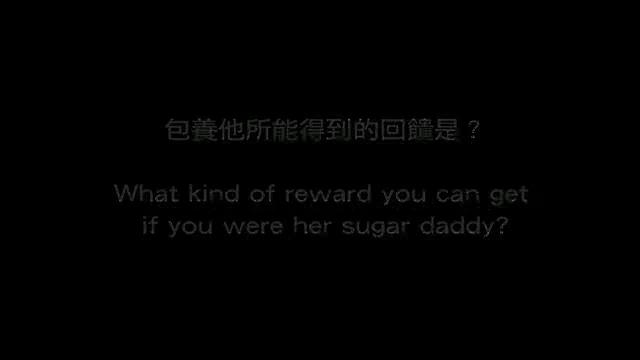 包養他所能得到的回饋是？
What kind of reward you can get
if you were her sugar daddy?